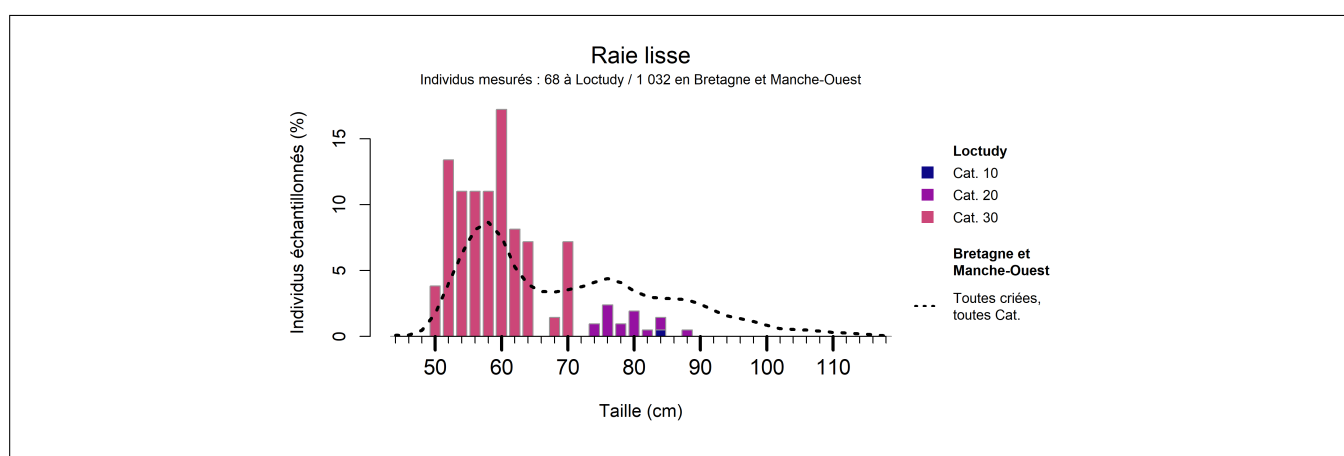 Raie lisse
Individus mesurés : 68 à Loctudy / 1 032 en Bretagne et Manche-Ouest
Individus échantillonnés (%)
15
10
5
0
50 60 70 80 90 100 110
Taille (cm)
Loctudy
Cat. 10
Cat. 20
Cat. 30
Bretagne et
Manche-Ouest
Toutes criées,
toutes Cat.